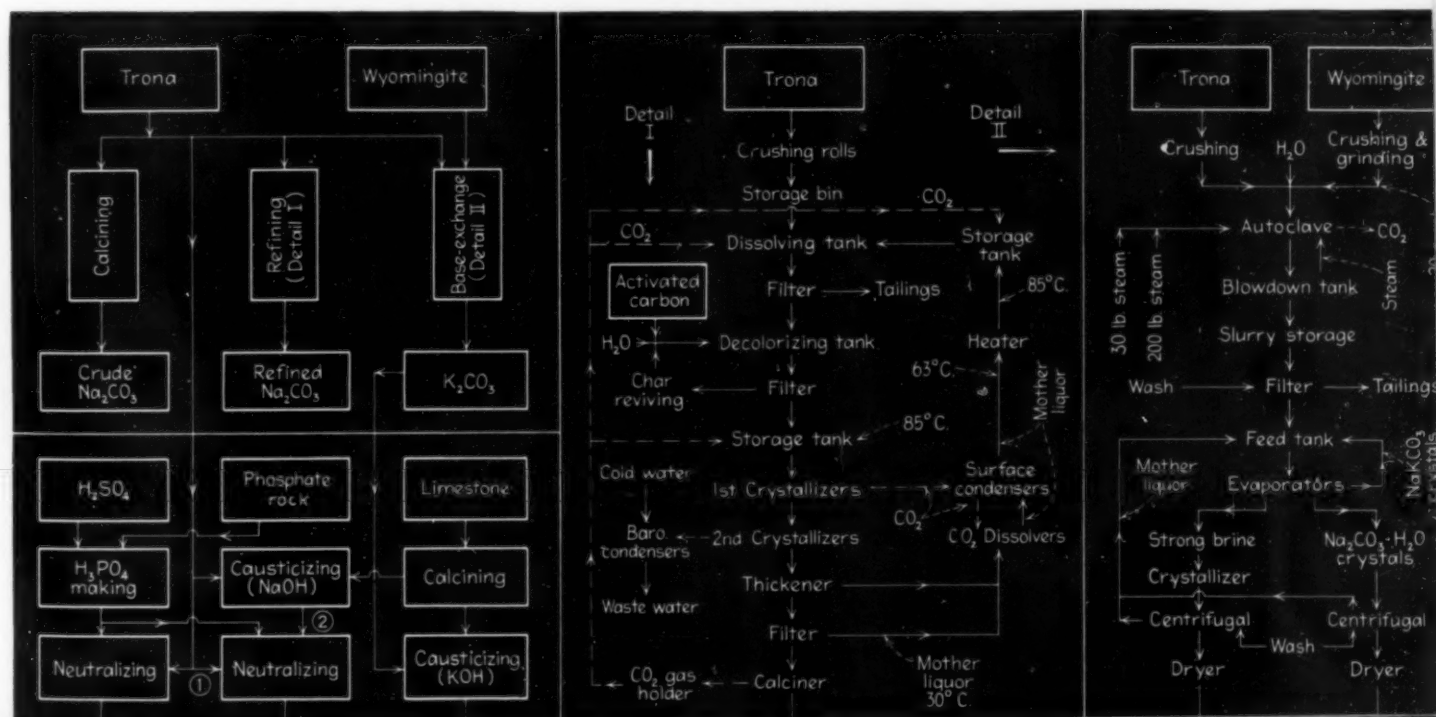 Trona
Wyomingite
Calcining
Refining
(Detail I)
Base-exchange
(Detail II)
Crude
Na₂CO₃
Refined
Na₂CO₃
K₂CO₃
H₂SO₄
Phosphate
rock
Limestone
H₃PO₄
making
Causticizing
(NaOH)
Calcining
②
Neutralizing
①
Neutralizing
Causticizing
(KOH)
Trona
Detail
I
Detail
II
Crushing rolls
Storage bin
CO₂
CO₂
Dissolving tank
Storage
tank
Activated
carbon
Filter
Tailings
85°C.
H₂O
Decolorizing tank
Heater
Char
reviving
Filter
63°C.
Mother
liquor
Storage tank
85°C.
Cold water
1st Crystallizers
Surface
condensers
CO₂
Baro.
condensers
2nd Crystallizers
CO₂ Dissolvers
Thickener
Waste water
Filter
Mother
liquor
30°C.
CO₂ gas
holder
Calciner
Trona
Wyomingite
Crushing
H₂O
Crushing &
grinding
Autoclave
CO₂
30 lb. steam
200 lb. steam
Steam
Blowdown tank
Slurry storage
Wash
Filter
Tailings
Feed tank
Mother
liquor
Evaporators
NaKCO₃
crystals
Strong brine
Na₂CO₃·H₂O
crystals
Crystallizer
Centrifugal
Centrifugal
Wash
Dryer
Dryer